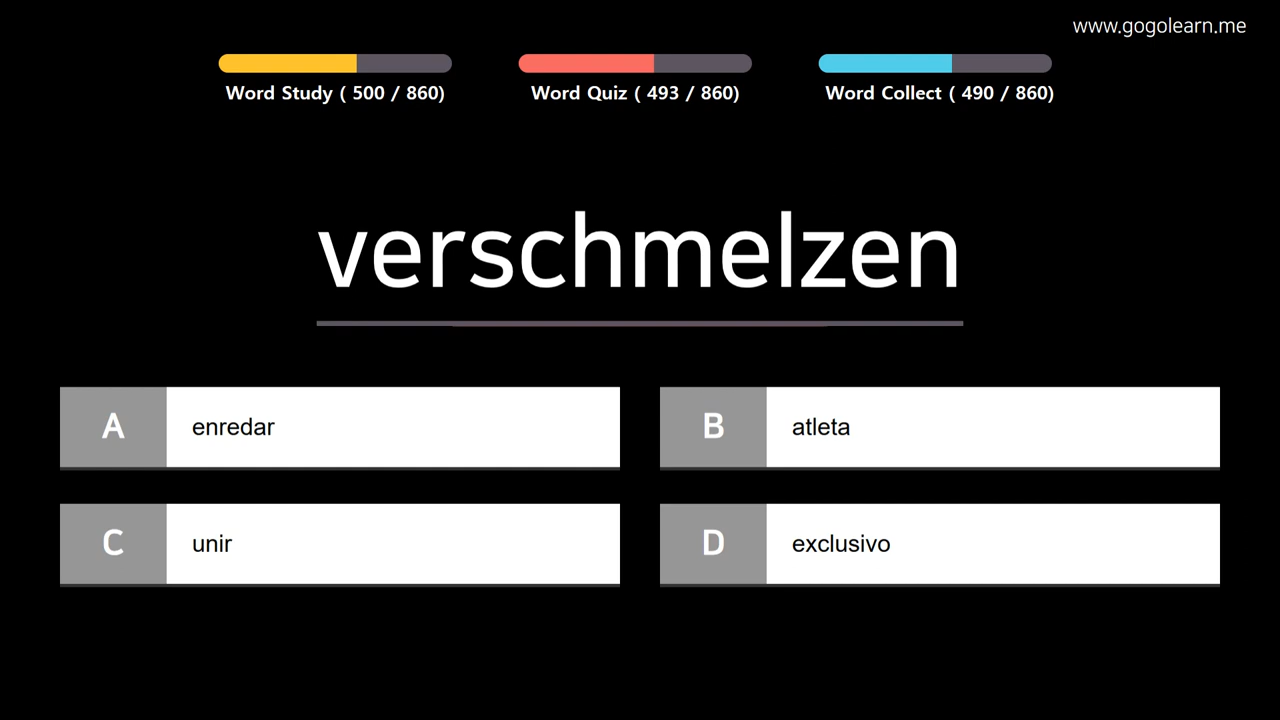 www.gogolearn.me
Word Study ( 500 / 860)
Word Quiz ( 493 / 860)
Word Collect ( 490 / 860)
verschmelzen
A
enredar
B
atleta
C
unir
D
exclusivo